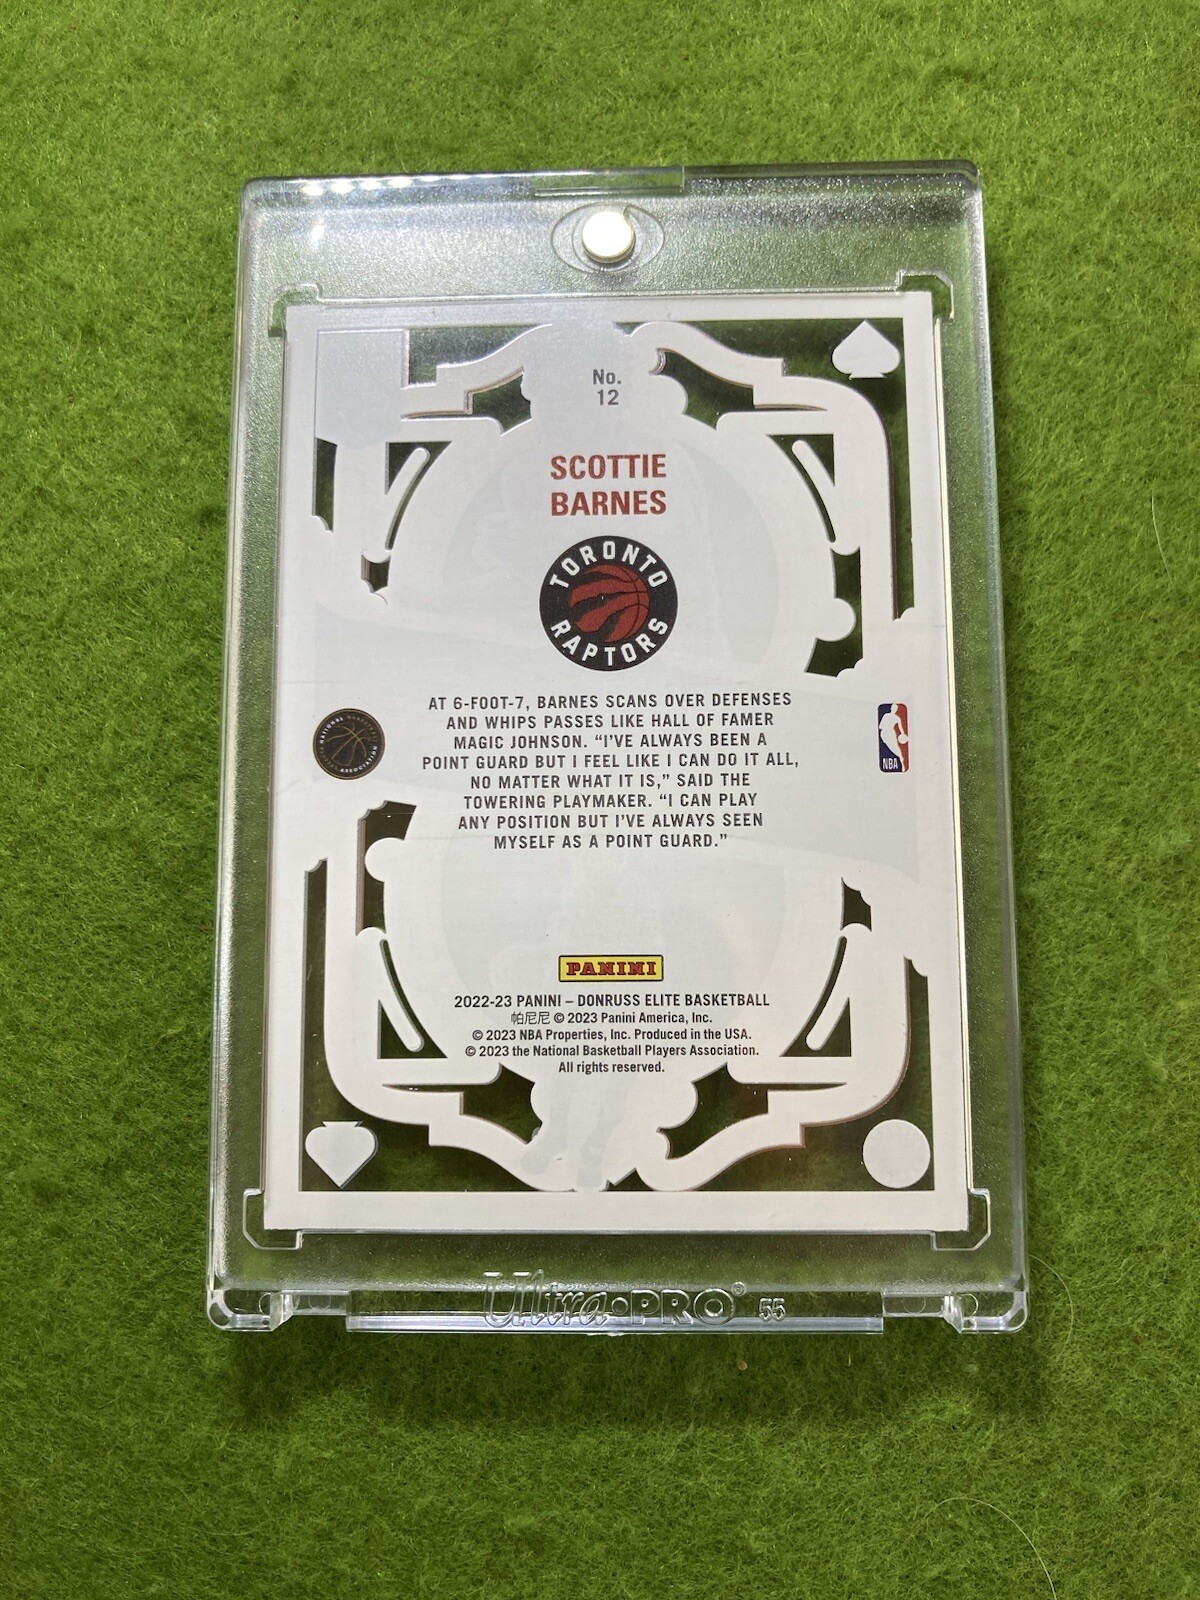 No.
12
SCOTTIE
BARNES
TORONTO
RAPTORS
AT 6-FOOT-7, BARNES SCANS OVER DEFENSES
AND WHIPS PASSES LIKE HALL OF FAMER
MAGIC JOHNSON. “I’VE ALWAYS BEEN A
POINT GUARD BUT I FEEL LIKE I CAN DO IT ALL,
NO MATTER WHAT IT IS,” SAID THE
TOWERING PLAYMAKER. “I CAN PLAY
ANY POSITION BUT I’VE ALWAYS SEEN
MYSELF AS A POINT GUARD.”
NATIONAL BASKETBALL
ASSOCIATION
NBA
PANINI
2022-23 PANINI – DONRUSS ELITE BASKETBALL
帕尼尼 © 2023 Panini America, Inc.
© 2023 NBA Properties, Inc. Produced in the USA.
© 2023 the National Basketball Players Association.
All rights reserved.
Ultra•PRO® 55